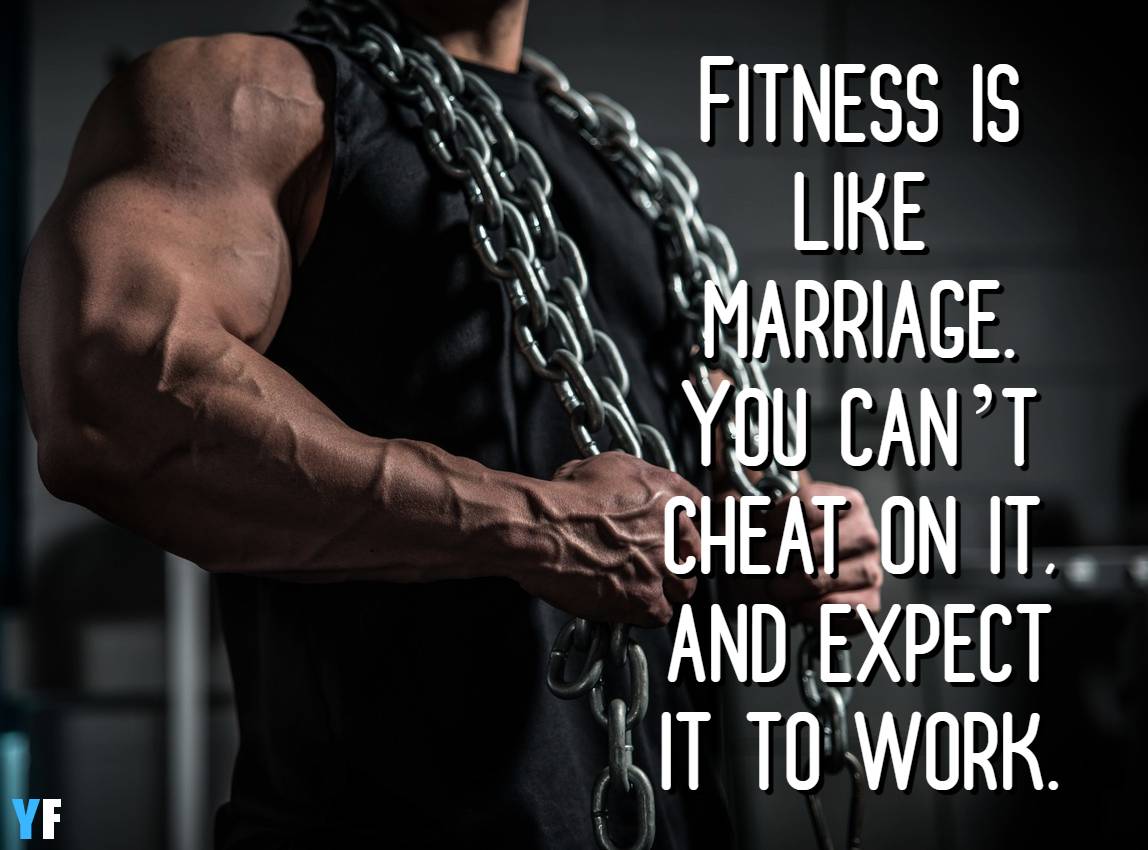 Fitness is
like
marriage.
You can’t
cheat on it,
and expect
it to work.
YF